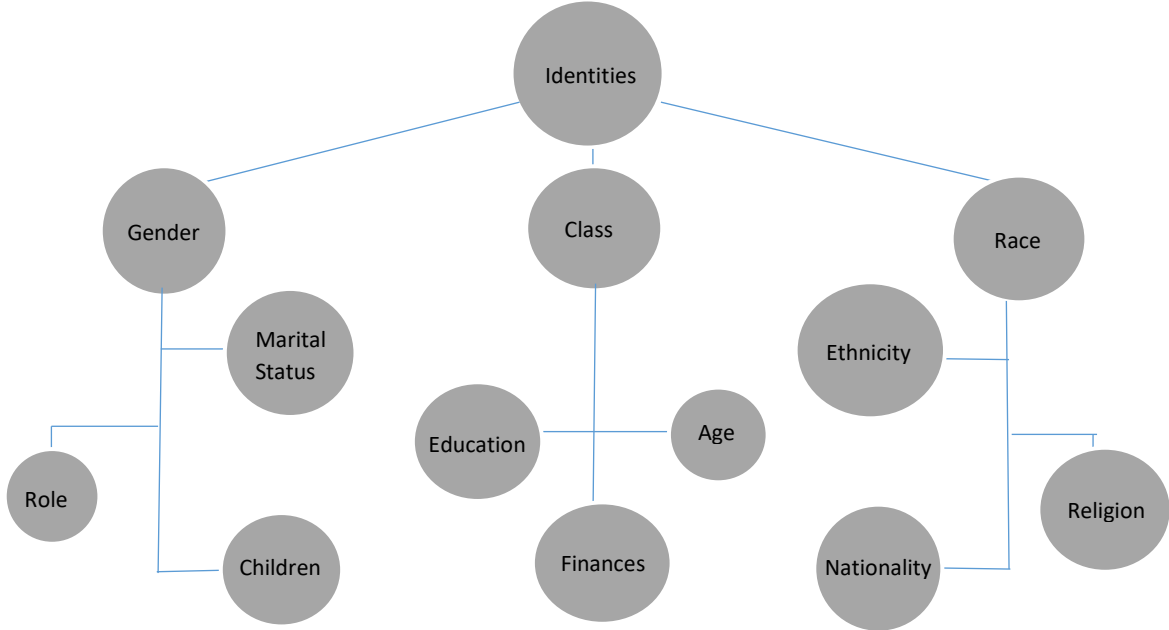 Identities
Gender
Class
Race
Marital
Status
Ethnicity
Education
Age
Role
Religion
Children
Finances
Nationality